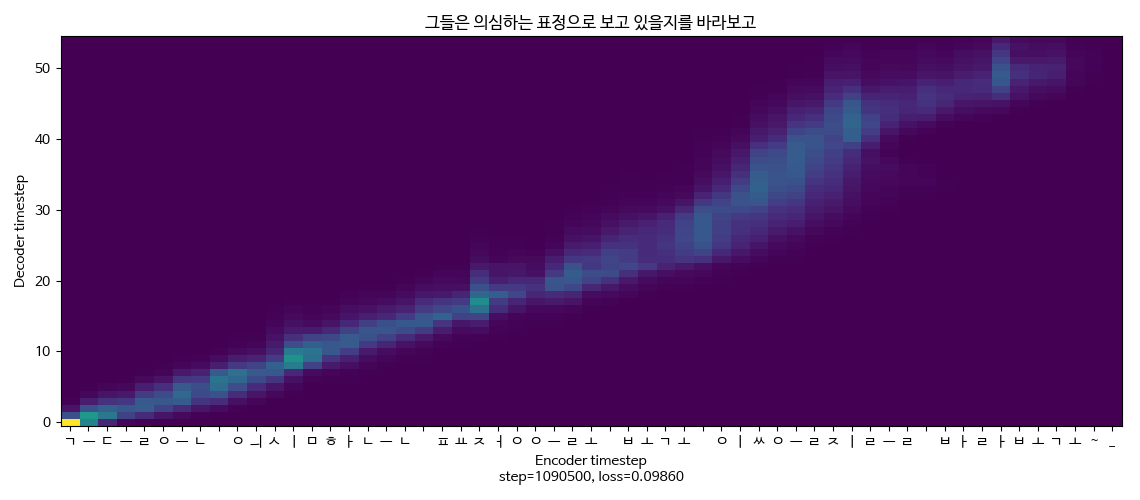 그들은 의심하는 표정으로 보고 있을지를 바라보고
Decoder timestep
50
40
30
20
10
0
ㄱ ㅡ ㄷ ㅡ ㄹ ㅇ ㅡ ㄴ ㅇ ㅢ ㅅ ㅣ ㅁ ㅎ ㅏ ㄴ ㅡ ㄴ ㅍ ㅛ ㅈ ㅓ ㅇ ㅇ ㅡ ㄹ ㅗ ㅂ ㅗ ㄱ ㅗ ㅇ ㅣ ㅆ ㅇ ㅡ ㄹ ㅈ ㅣ ㄹ ㅡ ㄹ ㅂ ㅏ ㄹ ㅏ ㅂ ㅗ ㄱ ㅗ ~ _
Encoder timestep
step=1090500, loss=0.09860